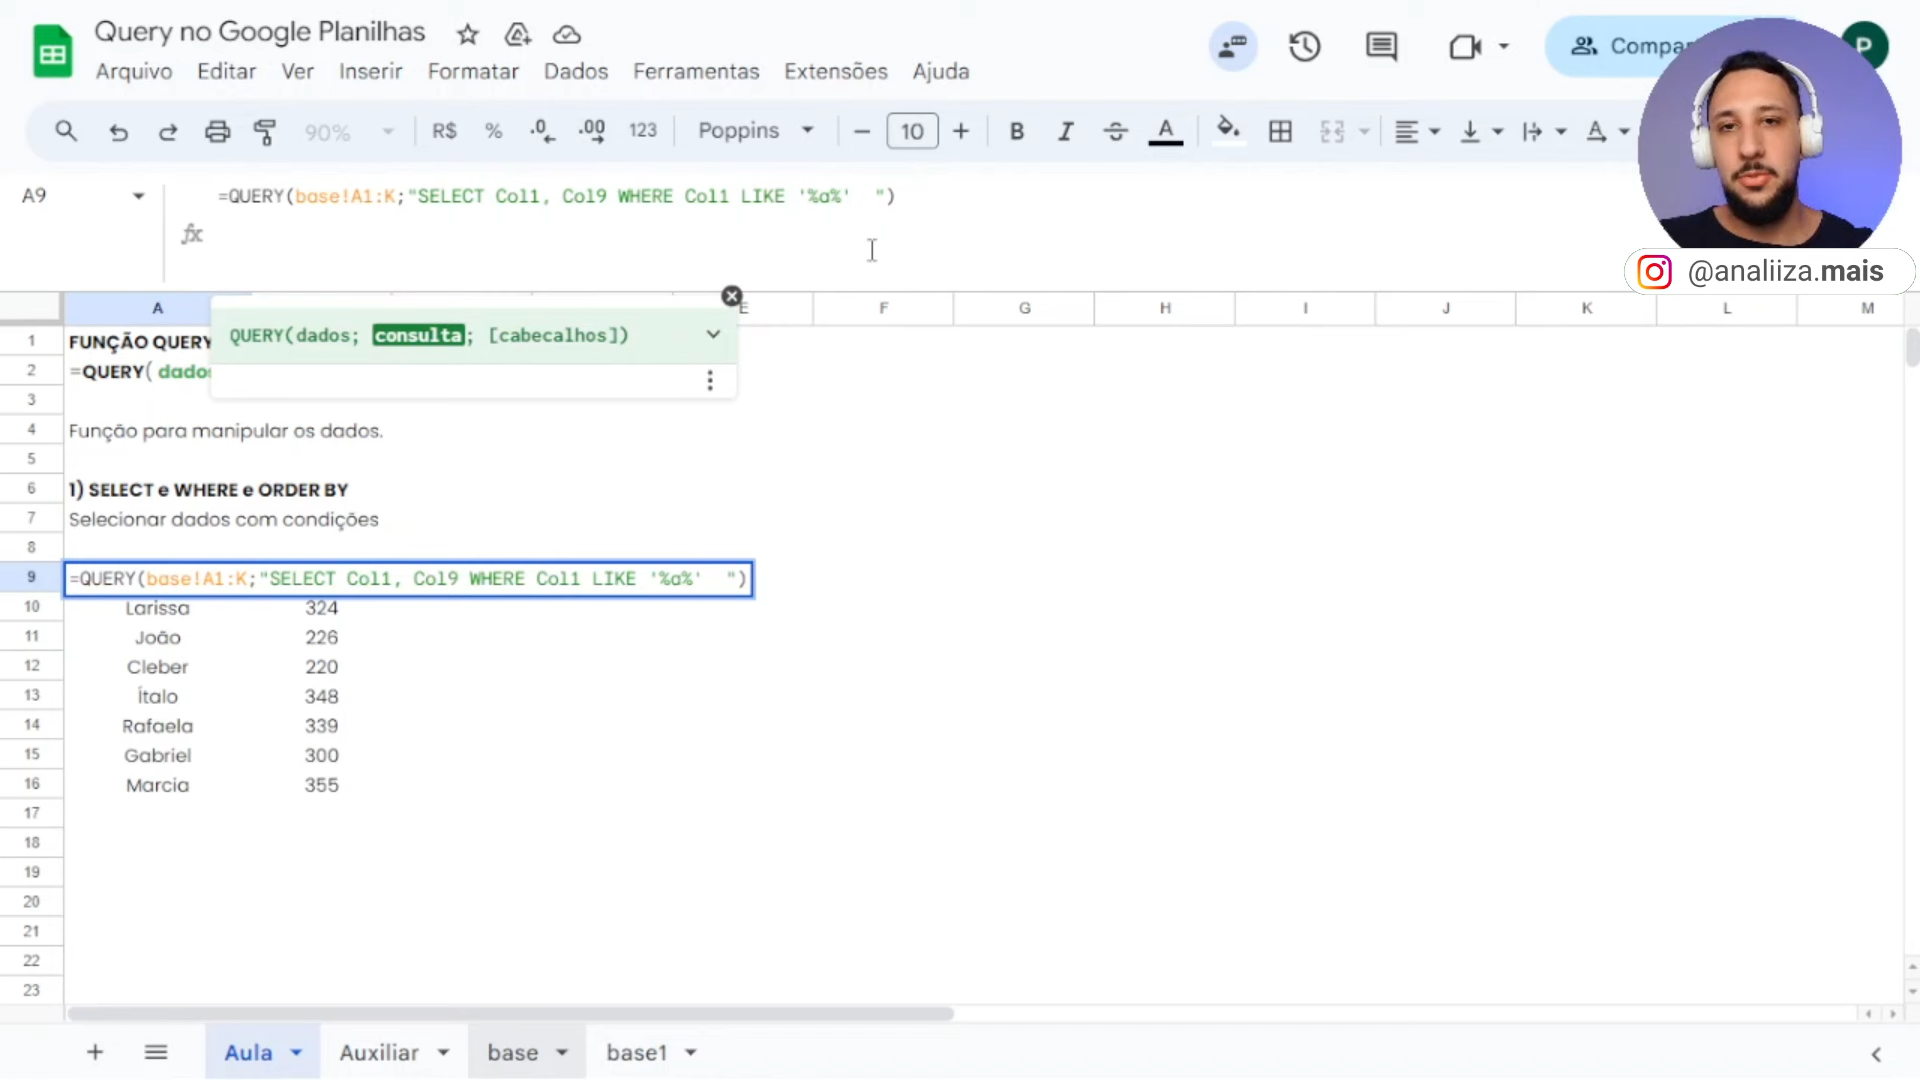 Query no Google Planilhas
Arquivo Editar Ver Inserir Formatar Dados Ferramentas Extensões Ajuda
P
90% R$ % .0 .00 123 Poppins 10 B I S A A
@analiiza.mais
A9
=QUERY(base!A1:K;"SELECT Col1, Col9 WHERE Col1 LIKE '%a%'  ")
fx
A E F G H I J K L M
QUERY(dados; consulta; [cabecalhos])
1 FUNÇÃO QUERY
2 =QUERY(
3
4 Função para manipular os dados.
5
6 1) SELECT e WHERE e ORDER BY
7 Selecionar dados com condições
8
9 =QUERY(base!A1:K;"SELECT Col1, Col9 WHERE Col1 LIKE '%a%'  ")
10 Larissa 324
11 João 226
12 Cleber 220
13 Ítalo 348
14 Rafaela 339
15 Gabriel 300
16 Marcia 355
17
18
19
20
21
22
23
Aula Auxiliar base base1